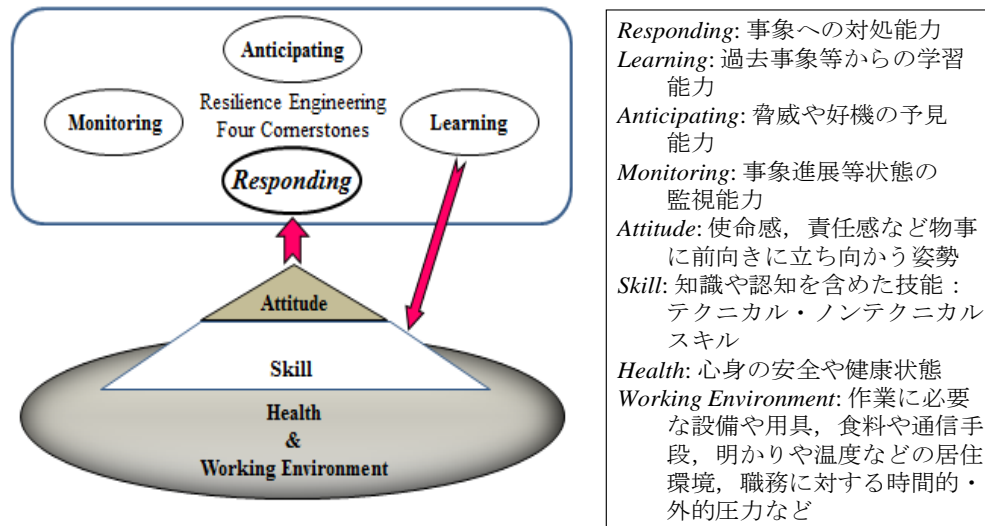 Anticipating
Resilience Engineering
Four Cornerstones
Monitoring
Learning
Responding
Attitude
Skill
Health
&
Working Environment
Responding: 事象への対処能力
Learning: 過去事象等からの学習
能力
Anticipating: 脅威や好機の予見
能力
Monitoring: 事象進展等状態の
監視能力
Attitude: 使命感，責任感など物事
に前向きに立ち向かう姿勢
Skill: 知識や認知を含めた技能：
テクニカル・ノンテクニカル
スキル
Health: 心身の安全や健康状態
Working Environment: 作業に必要
な設備や用具，食料や通信手
段，明かりや温度などの居住
環境，職務に対する時間的・
外的圧力など